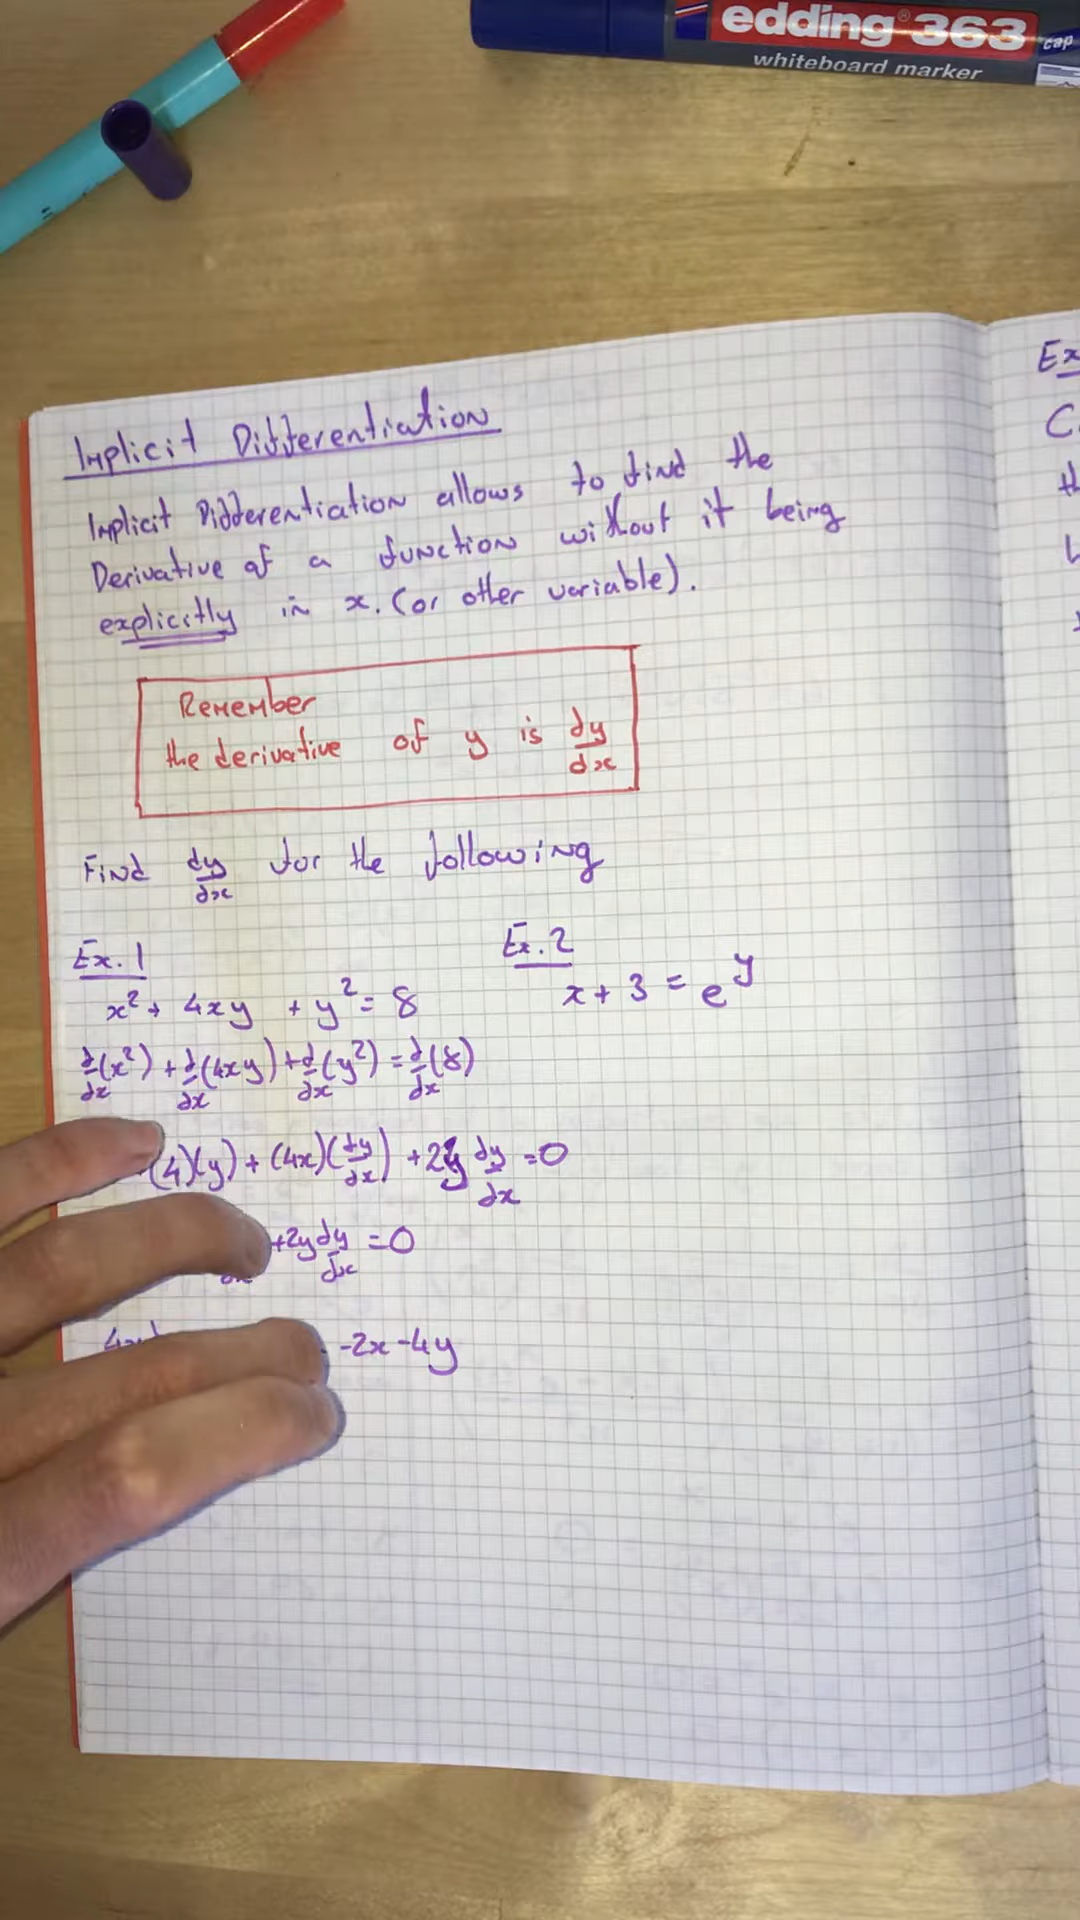 edding® 363
cap
whiteboard marker
Implicit Differentiation
Implicit Differentiation allows to find the
Derivative of a function without it being
explicitly in x. (or other variable).
Remember
the derivative of y is dy/dx
Find dy/dx for the following
Ex. 1
x² + 4xy + y² = 8
d/dx(x²) + d/dx(4xy) + d/dx(y²) = d/dx(8)
(4)(y) + (4x)(dy/dx) + 2y dy/dx = 0
+2y dy/dx = 0
-2x -4y
Ex. 2
x + 3 = e^y
Ex